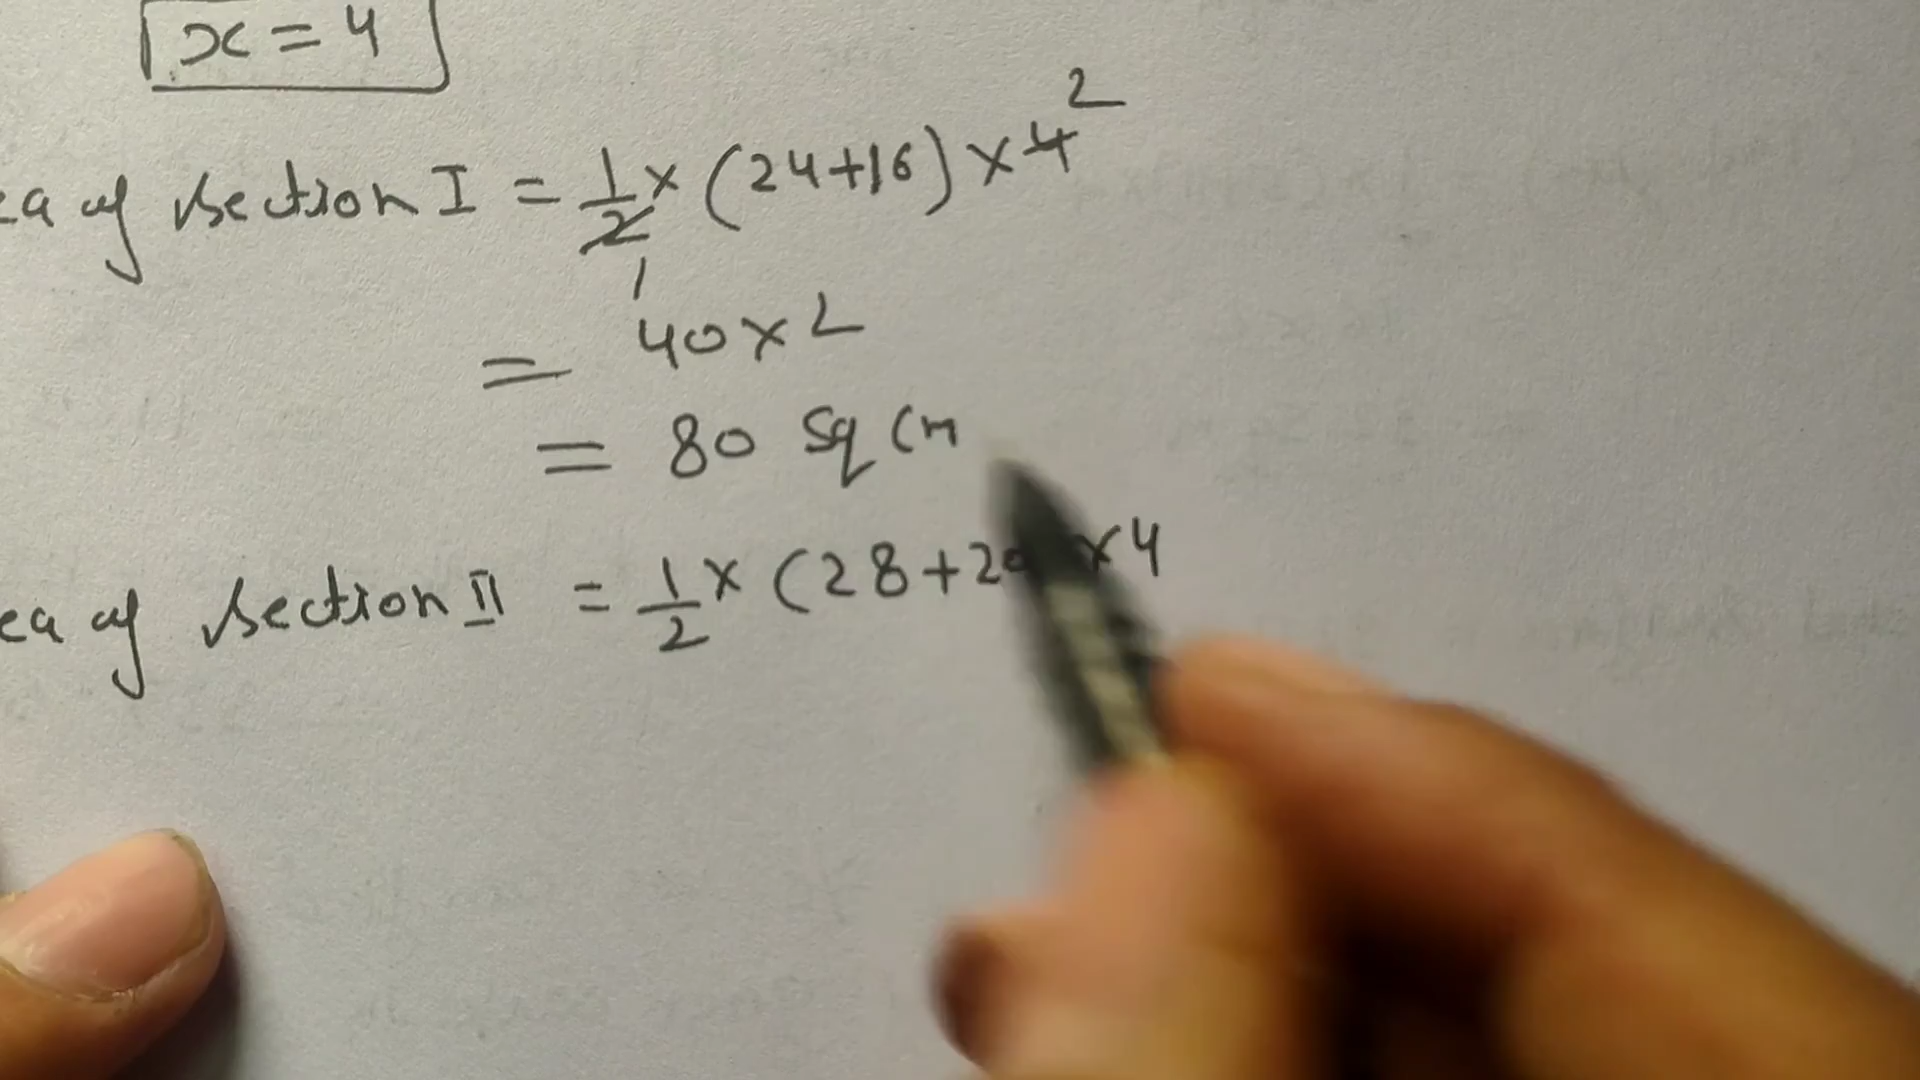 x = 4
ea of section I = 1/2 x (24+16) x 4 2
1
= 40 x 2
= 80 Sq Cm
ea of section II = 1/2 x (28+20 x 4